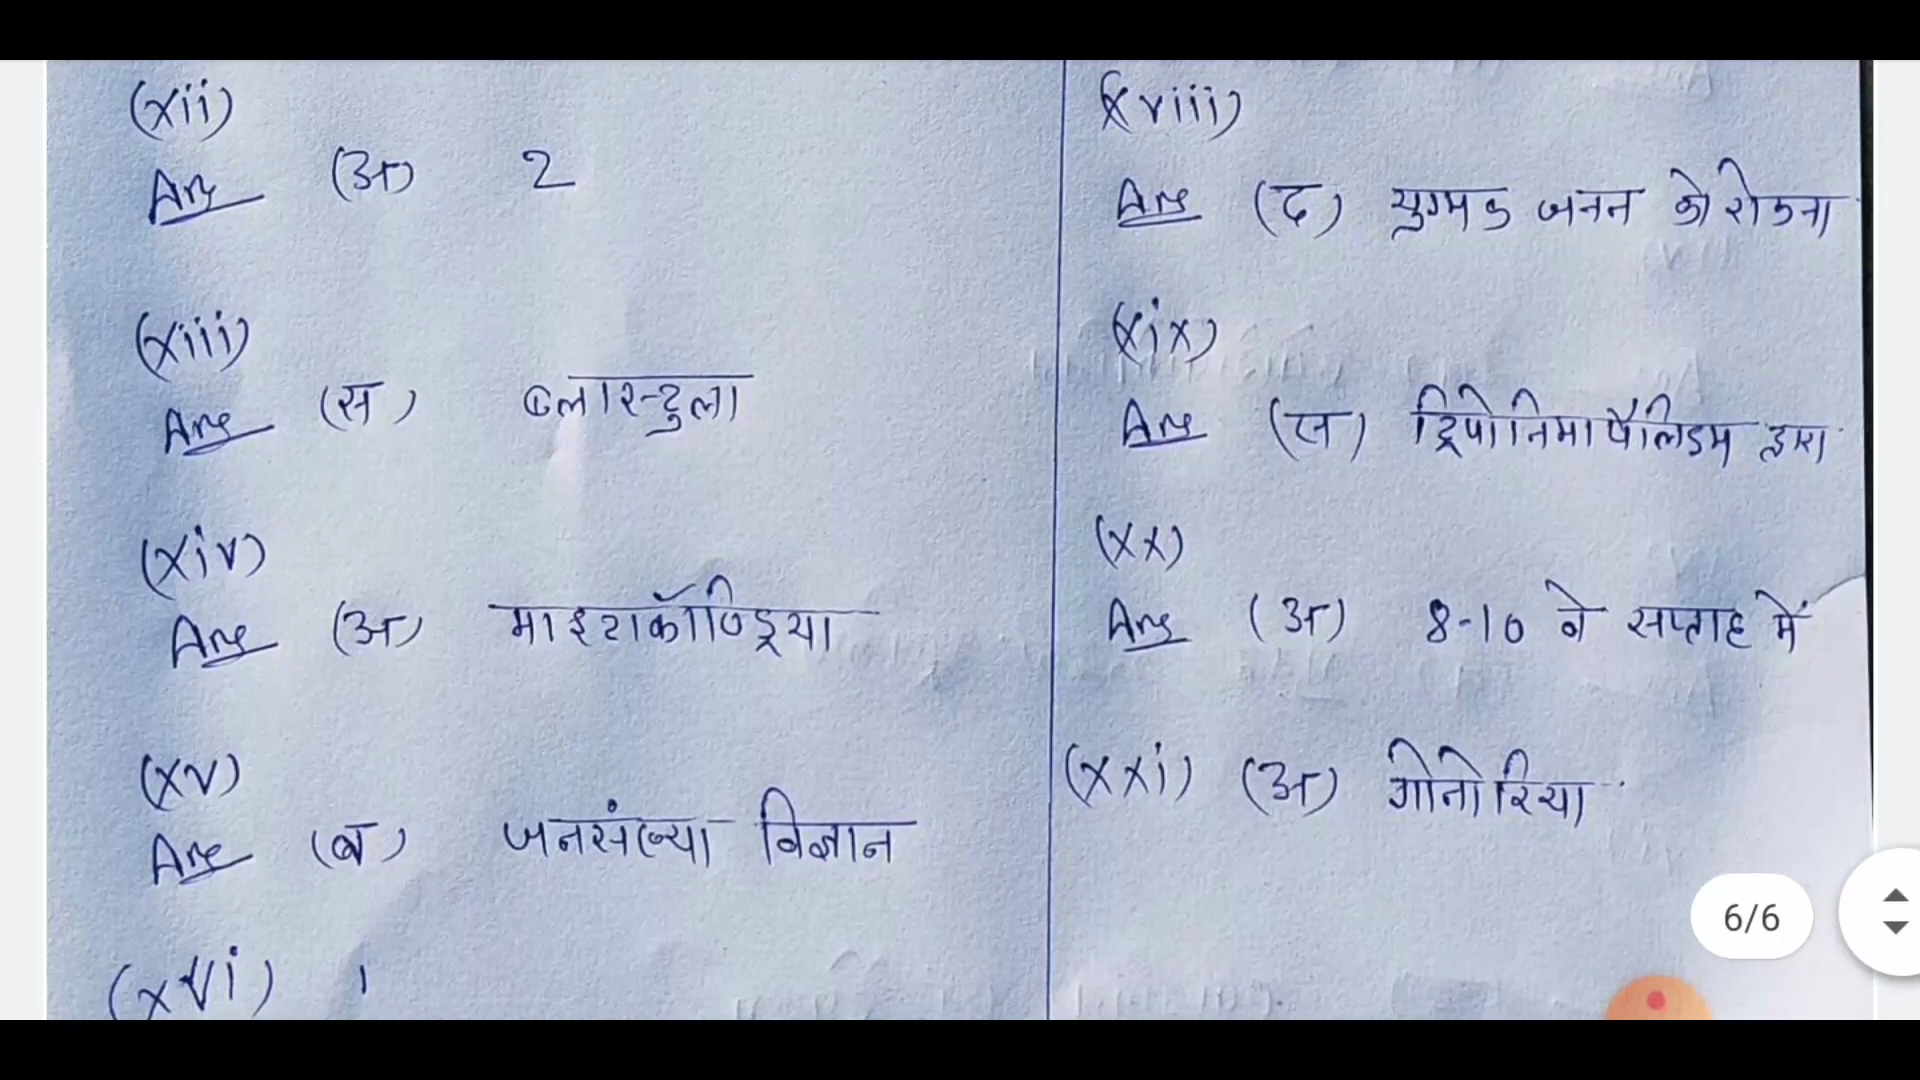 (xii)
Ans (अ) 2
(xiii)
Ans (स) ब्लास्टुला
(xiv)
Ans (अ) माइटाकॉण्ड्रिया
(xv)
Ans (ब) जनसंख्या विज्ञान
(xvi)
(xviii)
Ans (द) युग्मक जनन को रोकना
(xix)
Ans (स) ट्रिपोनिमा पैलिडम द्वारा
(xx)
Ans (अ) 8-10 वे सप्ताह में
(xxi) (अ) गोनोरिया
6/6